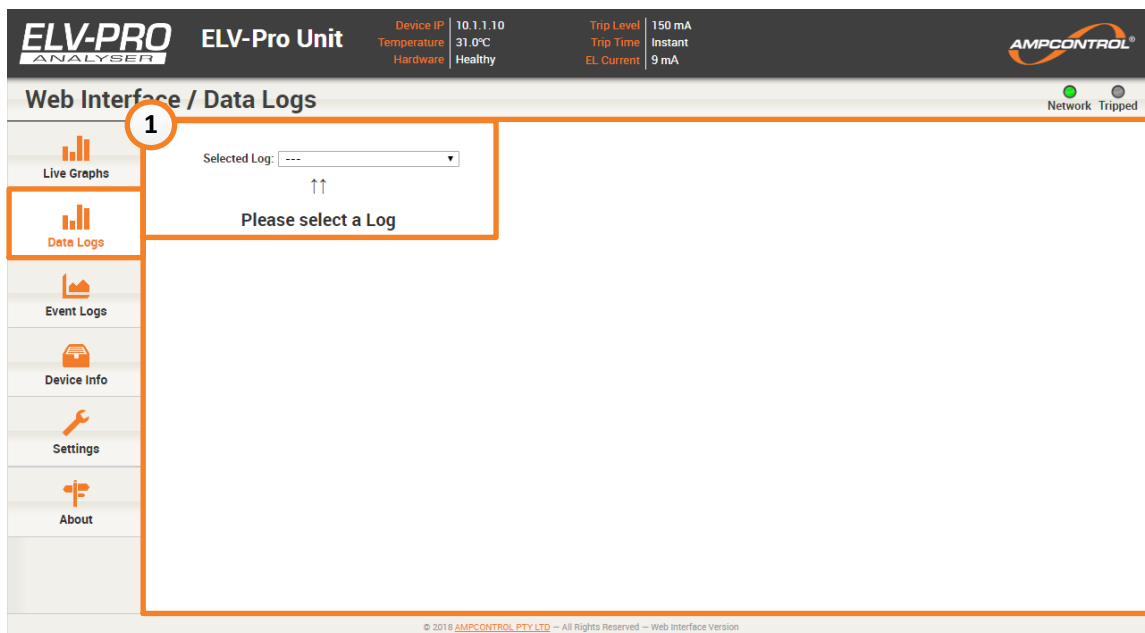 ELV-PRO
ANALYSER
ELV-Pro Unit
Device IP 10.1.1.10
Temperature 31.0°C
Hardware Healthy
Trip Level 150 mA
Trip Time Instant
EL Current 9 mA
AMPCONTROL®
Web Interface / Data Logs
Network Tripped
1
Live Graphs
Data Logs
Event Logs
Device Info
Settings
About
Selected Log: ---
↑↑
Please select a Log
© 2018 AMPCONTROL PTY LTD — All Rights Reserved — Web Interface Version